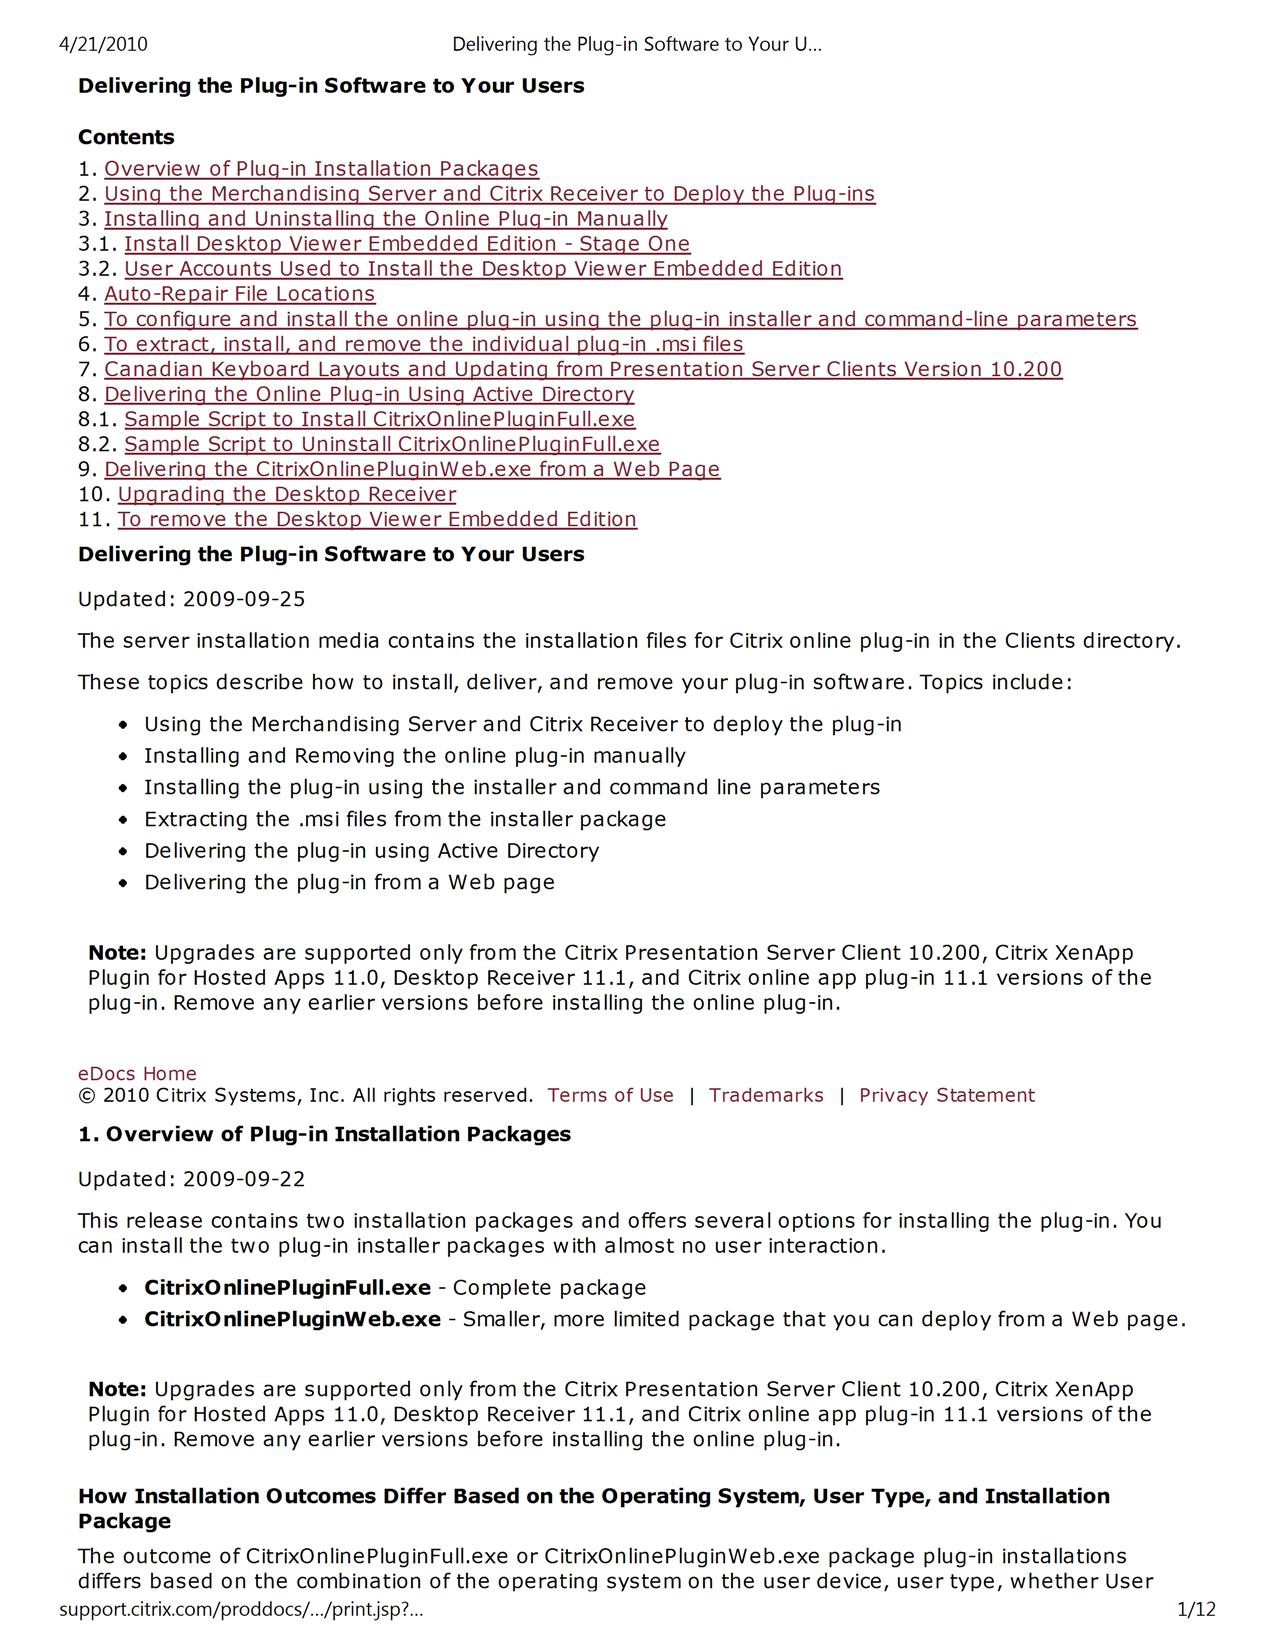 4/21/2010 Delivering the Plug-in Software to Your U...
Delivering the Plug-in Software to Your Users
Contents
1. Overview of Plug-in Installation Packages
2. Using the Merchandising Server and Citrix Receiver to Deploy the Plug-ins
3. Installing and Uninstalling the Online Plug-in Manually
3.1. Install Desktop Viewer Embedded Edition - Stage One
3.2. User Accounts Used to Install the Desktop Viewer Embedded Edition
4. Auto-Repair File Locations
5. To configure and install the online plug-in using the plug-in installer and command-line parameters
6. To extract, install, and remove the individual plug-in .msi files
7. Canadian Keyboard Layouts and Updating from Presentation Server Clients Version 10.200
8. Delivering the Online Plug-in Using Active Directory
8.1. Sample Script to Install CitrixOnlinePluginFull.exe
8.2. Sample Script to Uninstall CitrixOnlinePluginFull.exe
9. Delivering the CitrixOnlinePluginWeb.exe from a Web Page
10. Upgrading the Desktop Receiver
11. To remove the Desktop Viewer Embedded Edition
Delivering the Plug-in Software to Your Users
Updated: 2009-09-25
The server installation media contains the installation files for Citrix online plug-in in the Clients directory.
These topics describe how to install, deliver, and remove your plug-in software. Topics include:
• Using the Merchandising Server and Citrix Receiver to deploy the plug-in
• Installing and Removing the online plug-in manually
• Installing the plug-in using the installer and command line parameters
• Extracting the .msi files from the installer package
• Delivering the plug-in using Active Directory
• Delivering the plug-in from a Web page
Note: Upgrades are supported only from the Citrix Presentation Server Client 10.200, Citrix XenApp
Plugin for Hosted Apps 11.0, Desktop Receiver 11.1, and Citrix online app plug-in 11.1 versions of the
plug-in. Remove any earlier versions before installing the online plug-in.
eDocs Home
© 2010 Citrix Systems, Inc. All rights reserved. Terms of Use | Trademarks | Privacy Statement
1. Overview of Plug-in Installation Packages
Updated: 2009-09-22
This release contains two installation packages and offers several options for installing the plug-in. You
can install the two plug-in installer packages with almost no user interaction.
• CitrixOnlinePluginFull.exe - Complete package
• CitrixOnlinePluginWeb.exe - Smaller, more limited package that you can deploy from a Web page.
Note: Upgrades are supported only from the Citrix Presentation Server Client 10.200, Citrix XenApp
Plugin for Hosted Apps 11.0, Desktop Receiver 11.1, and Citrix online app plug-in 11.1 versions of the
plug-in. Remove any earlier versions before installing the online plug-in.
How Installation Outcomes Differ Based on the Operating System, User Type, and Installation
Package
The outcome of CitrixOnlinePluginFull.exe or CitrixOnlinePluginWeb.exe package plug-in installations
differs based on the combination of the operating system on the user device, user type, whether User
support.citrix.com/proddocs/.../print.jsp?... 1/12